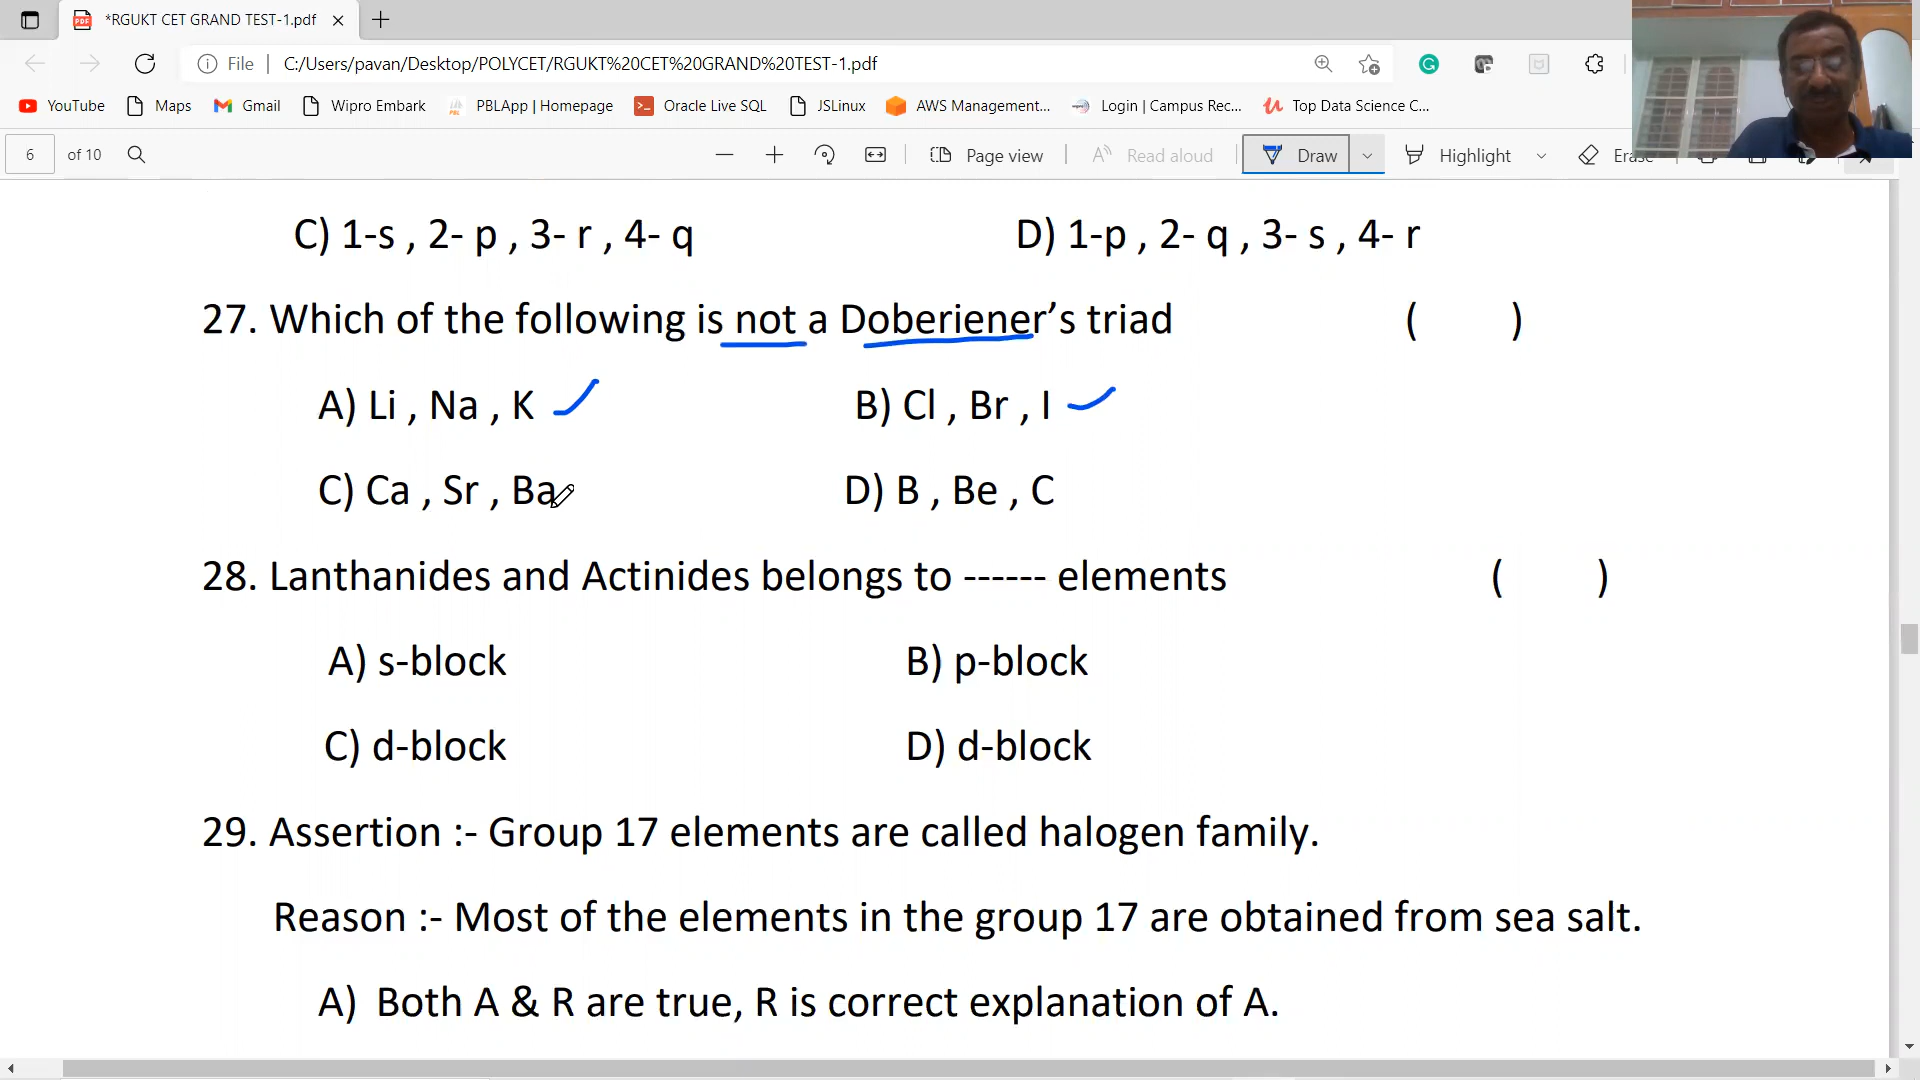 *RGUKT CET GRAND TEST-1.pdf
File | C:/Users/pavan/Desktop/POLYCET/RGUKT%20CET%20GRAND%20TEST-1.pdf
YouTube Maps Gmail Wipro Embark PBLApp | Homepage Oracle Live SQL JSLinux AWS Management... Login | Campus Rec... Top Data Science C...
6 of 10 Page view Read aloud Draw Highlight
C) 1-s , 2- p , 3- r , 4- q D) 1-p , 2- q , 3- s , 4- r
27. Which of the following is not a Doberiener’s triad ( )
A) Li , Na , K B) Cl , Br , I
C) Ca , Sr , Ba D) B , Be , C
28. Lanthanides and Actinides belongs to ------ elements ( )
A) s-block B) p-block
C) d-block D) d-block
29. Assertion :- Group 17 elements are called halogen family.
Reason :- Most of the elements in the group 17 are obtained from sea salt.
A) Both A & R are true, R is correct explanation of A.